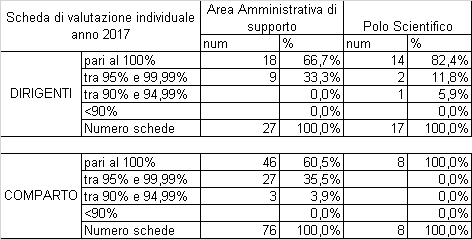 Scheda di valutazione individuale anno 2017 Area Amministrativa di supporto Polo Scientifico
num % num %
DIRIGENTI
pari al 100% 18 66,7% 14 82,4%
tra 95% e 99,99% 9 33,3% 2 11,8%
tra 90% e 94,99% 0,0% 1 5,9%
<90% 0,0% 0,0%
Numero schede 27 100,0% 17 100,0%
COMPARTO
pari al 100% 46 60,5% 8 100,0%
tra 95% e 99,99% 27 35,5% 0,0%
tra 90% e 94,99% 3 3,9% 0,0%
<90% 0,0% 0,0%
Numero schede 76 100,0% 8 100,0%